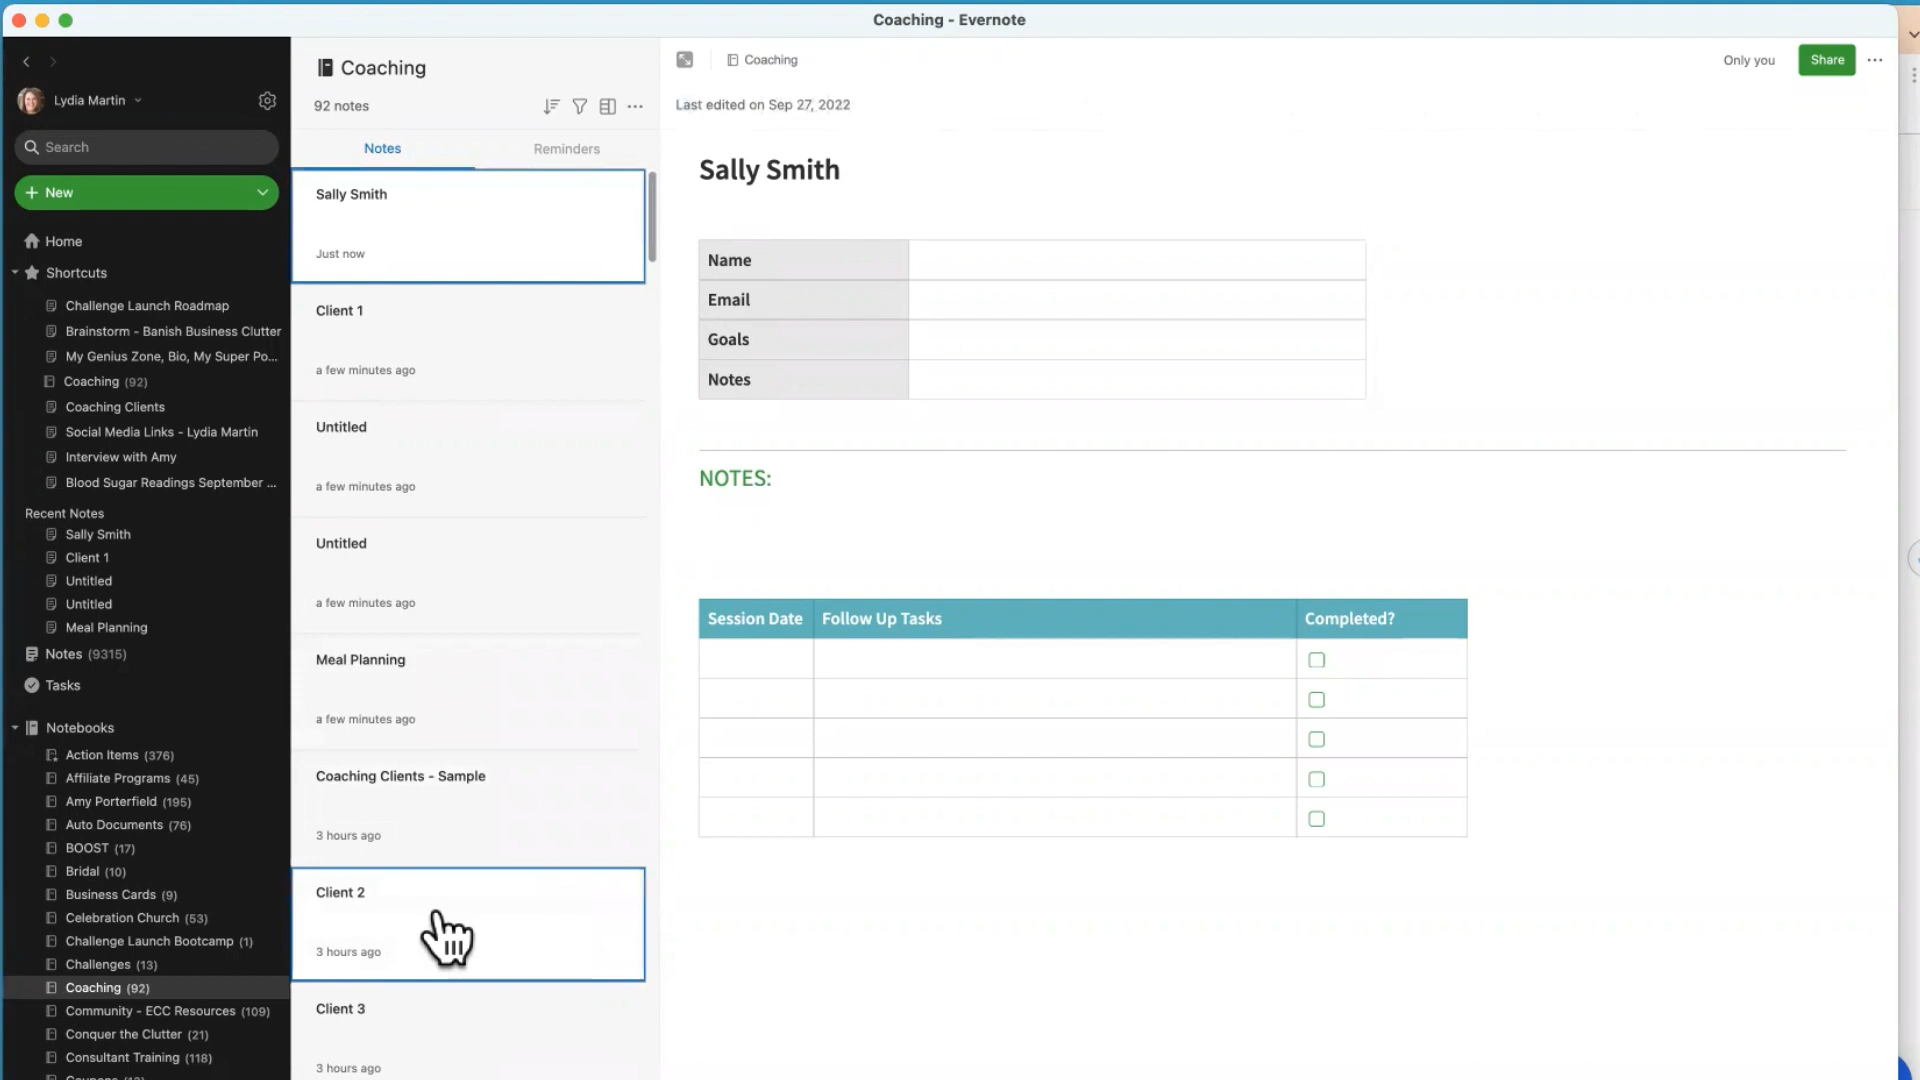 Coaching - Evernote
Lydia Martin
Search
New
Home
Shortcuts
Challenge Launch Roadmap
Brainstorm - Banish Business Clutter
My Genius Zone, Bio, My Super Po...
Coaching (92)
Coaching Clients
Social Media Links - Lydia Martin
Interview with Amy
Blood Sugar Readings September ...
Recent Notes
Sally Smith
Client 1
Untitled
Untitled
Meal Planning
Notes (9315)
Tasks
Notebooks
Action Items (376)
Affiliate Programs (45)
Amy Porterfield (195)
Auto Documents (76)
BOOST (17)
Bridal (10)
Business Cards (9)
Celebration Church (53)
Challenge Launch Bootcamp (1)
Challenges (13)
Coaching (92)
Community - ECC Resources (109)
Conquer the Clutter (21)
Consultant Training (118)
Coaching
92 notes
Notes
Reminders
Sally Smith
Just now
Client 1
a few minutes ago
Untitled
a few minutes ago
Untitled
a few minutes ago
Meal Planning
a few minutes ago
Coaching Clients - Sample
3 hours ago
Client 2
3 hours ago
Client 3
3 hours ago
Coaching
Only you
Share
Last edited on Sep 27, 2022
Sally Smith
Name
Email
Goals
Notes
NOTES:
Session Date
Follow Up Tasks
Completed?